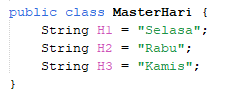 public class MasterHari {
    String H1 = "Selasa";
    String H2 = "Rabu";
    String H3 = "Kamis";
}